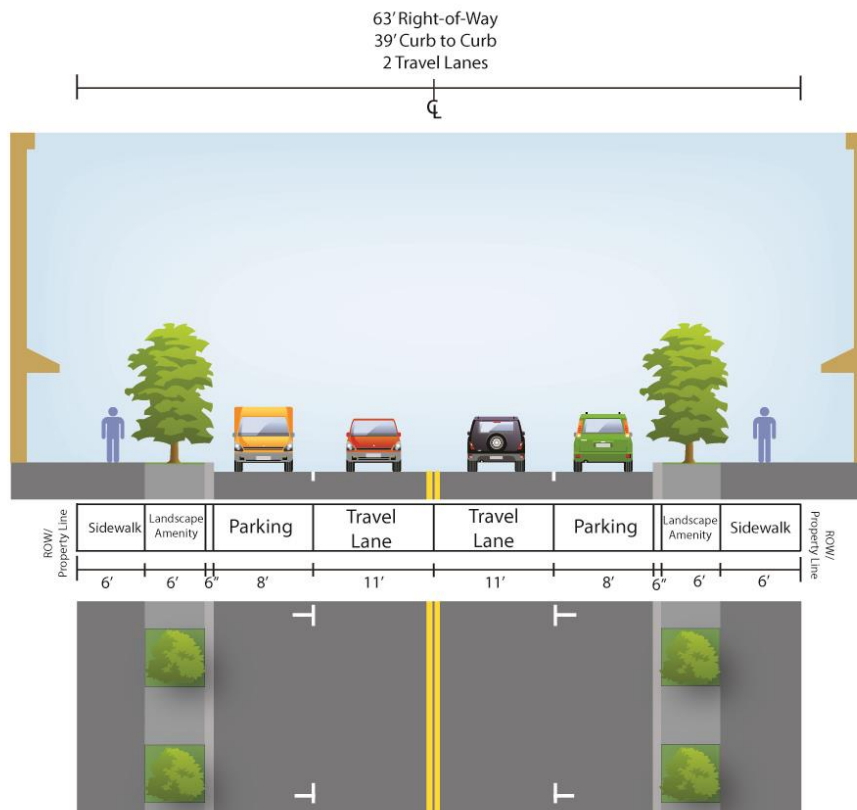 63’ Right-of-Way
39’ Curb to Curb
2 Travel Lanes
℄
ROW/
Property Line
Sidewalk
Landscape
Amenity
Parking
Travel
Lane
Travel
Lane
Parking
Landscape
Amenity
Sidewalk
ROW/
Property Line
6’ 6’ 6” 8’ 11’ 11’ 8’ 6” 6’ 6’